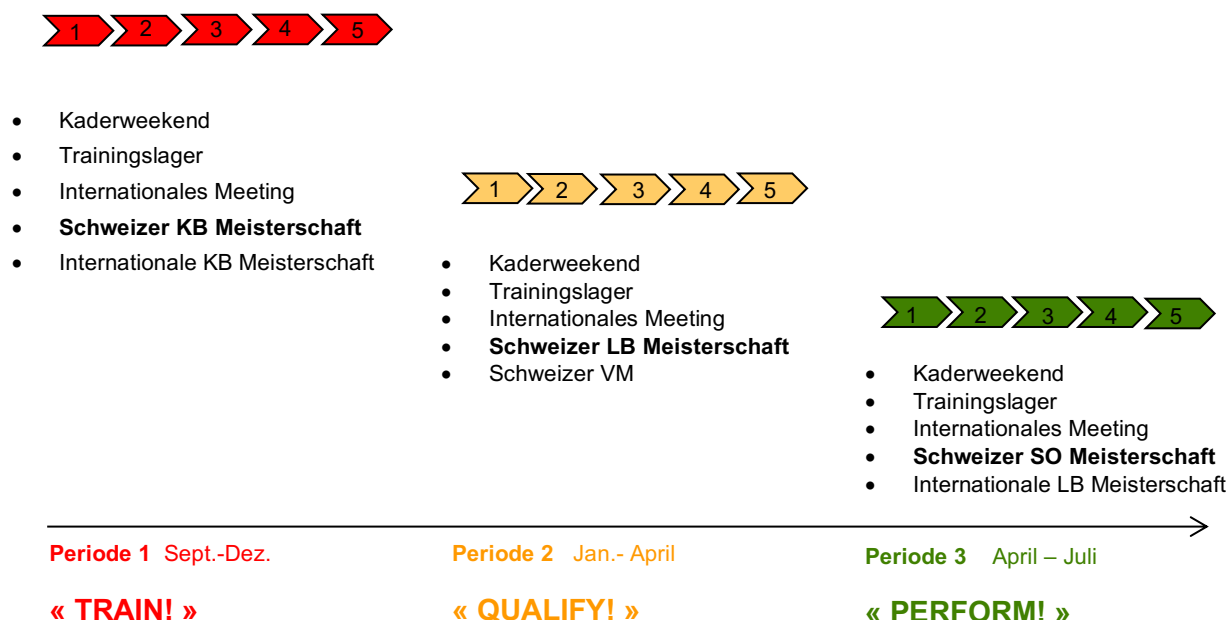 1 2 3 4 5
• Kaderweekend
• Trainingslager
• Internationales Meeting
• Schweizer KB Meisterschaft
• Internationale KB Meisterschaft
1 2 3 4 5
• Kaderweekend
• Trainingslager
• Internationales Meeting
• Schweizer LB Meisterschaft
• Schweizer VM
1 2 3 4 5
• Kaderweekend
• Trainingslager
• Internationales Meeting
• Schweizer SO Meisterschaft
• Internationale LB Meisterschaft
Periode 1 Sept.-Dez.
« TRAIN! »
Periode 2 Jan.- April
« QUALIFY! »
Periode 3 April – Juli
« PERFORM! »